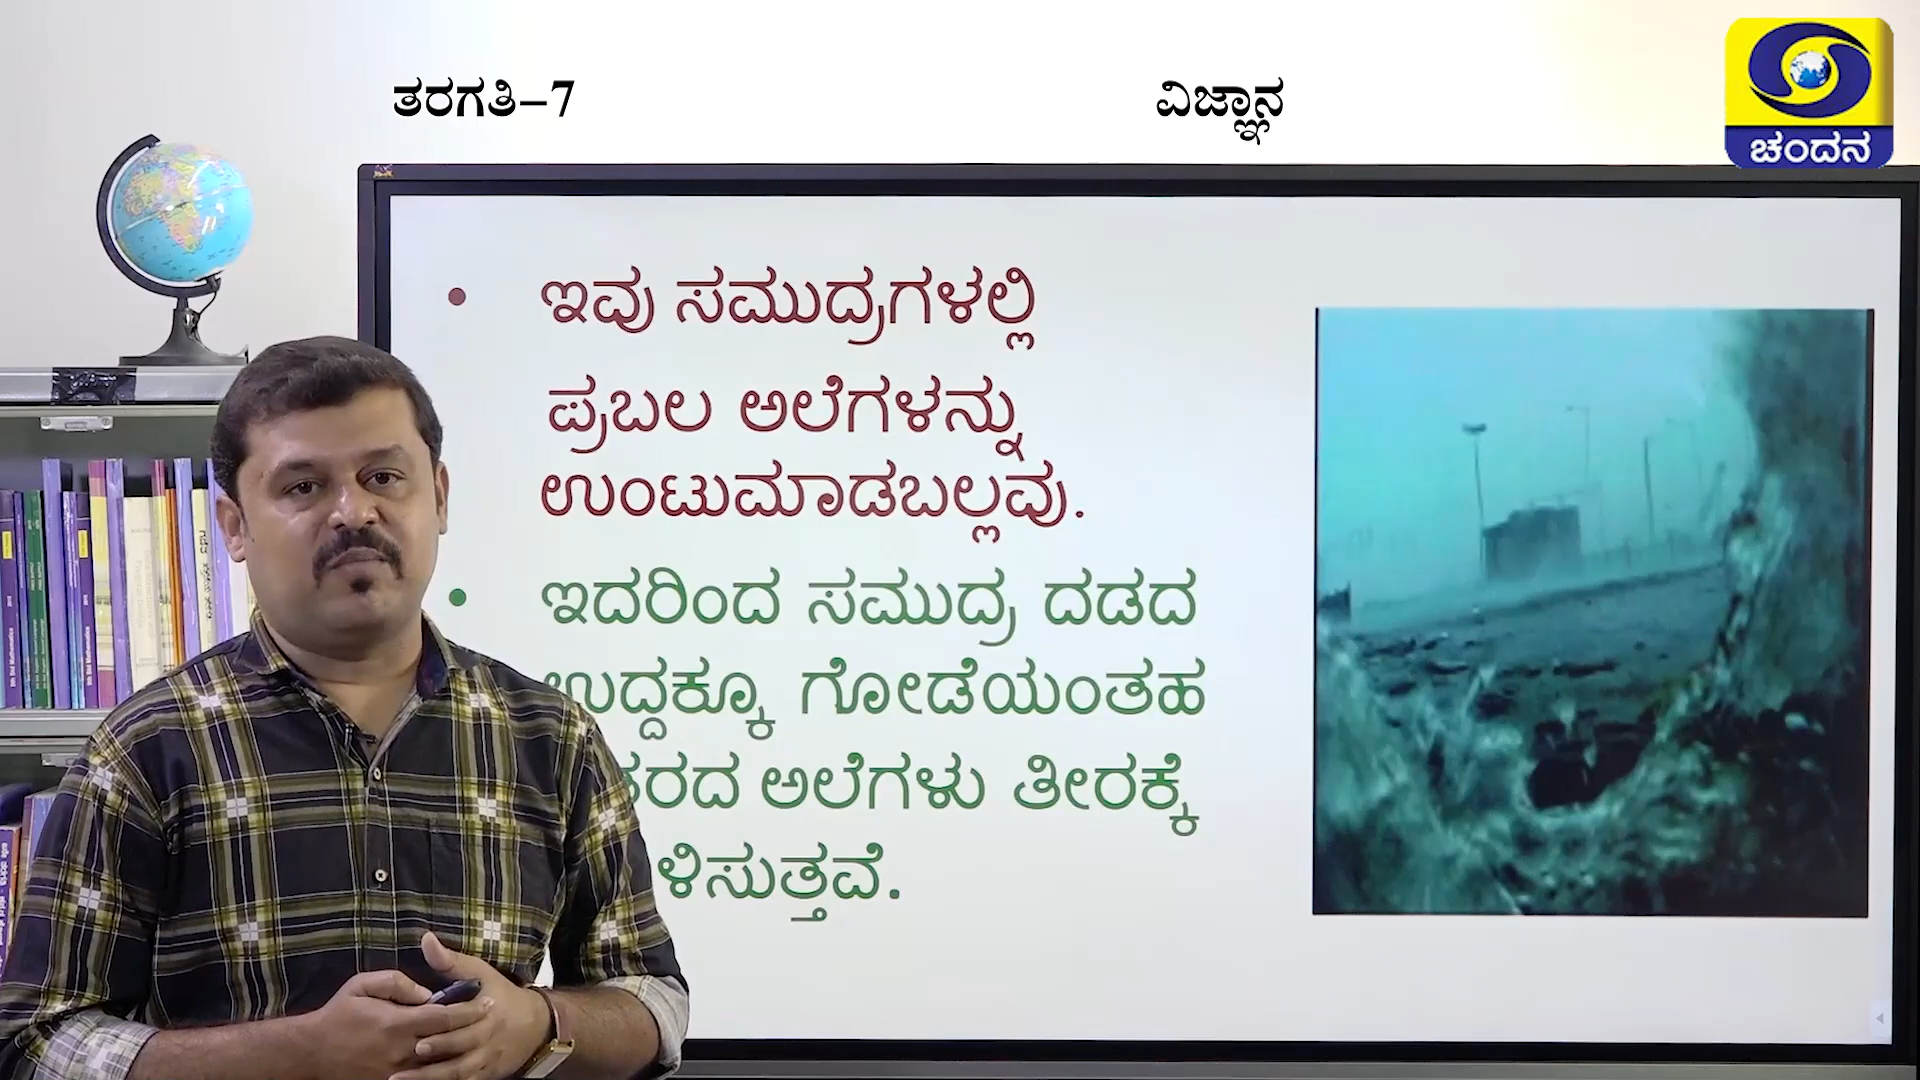 ತರಗತಿ–7
ವಿಜ್ಞಾನ
ಚಂದನ
• ಇವು ಸಮುದ್ರಗಳಲ್ಲಿ
ಪ್ರಬಲ ಅಲೆಗಳನ್ನು
ಉಂಟುಮಾಡಬಲ್ಲವು.
• ಇದರಿಂದ ಸಮುದ್ರ ದಡದ
ಉದ್ದಕ್ಕೂ ಗೋಡೆಯಂತಹ
ಅಲೆಗಳು ತೀರಕ್ಕೆ